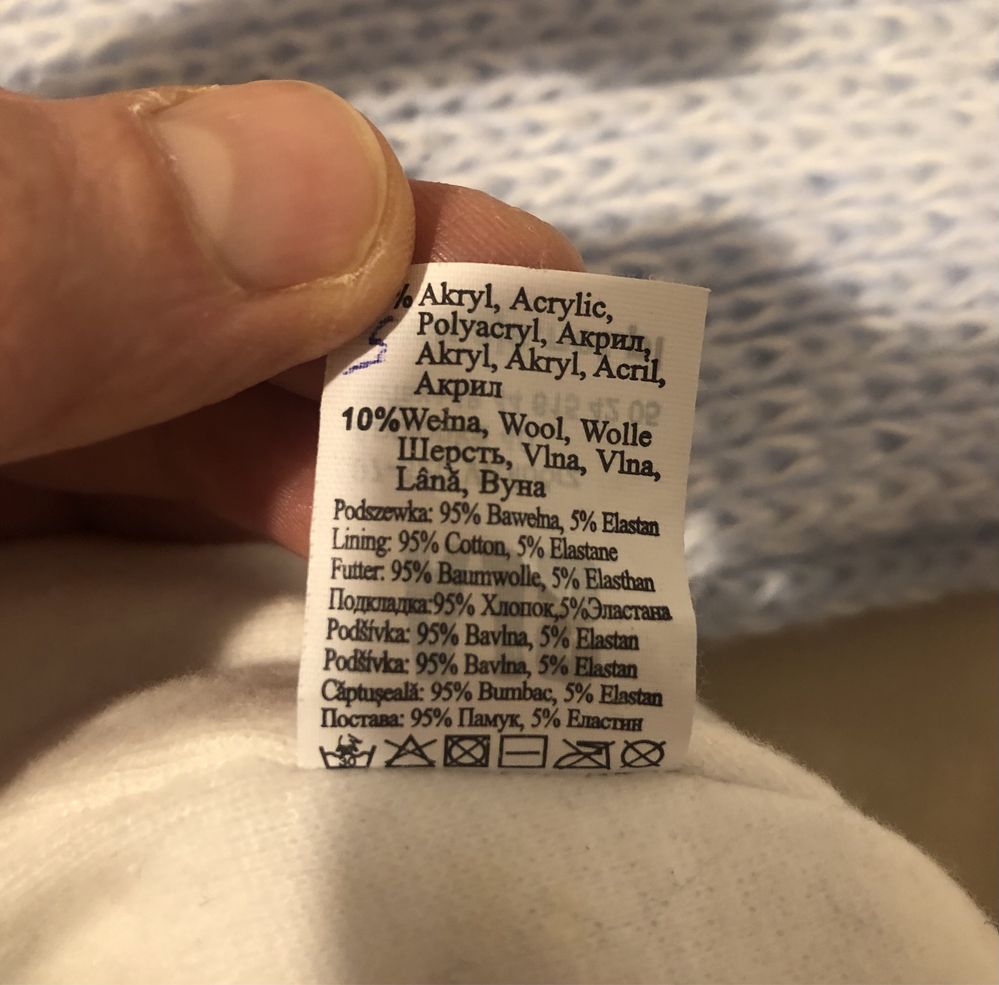 % Akryl, Acrylic,
Polyacryl, Акрил,
Akryl, Akryl, Acril,
Акрил
10% Wełna, Wool, Wolle
Шерсть, Vlna, Vlna,
Lână, Вуна
Podszewka: 95% Bawełna, 5% Elastan
Lining: 95% Cotton, 5% Elastane
Futter: 95% Baumwolle, 5% Elasthan
Подкладка:95% Хлопок,5%Эластана
Podšívka: 95% Bavlna, 5% Elastan
Podšívka: 95% Bavlna, 5% Elastan
Căptușeală: 95% Bumbac, 5% Elastan
Постава: 95% Памук, 5% Еластин
30